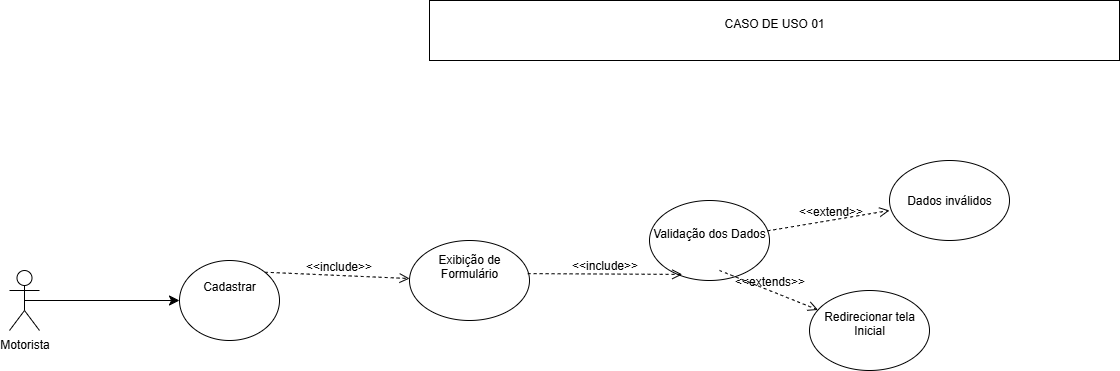 CASO DE USO 01
Dados inválidos
<<extend>>
Validação dos Dados
Exibição de
Formulário
<<include>>
<<include>>
<<extends>>
Cadastrar
Redirecionar tela
Inicial
Motorista